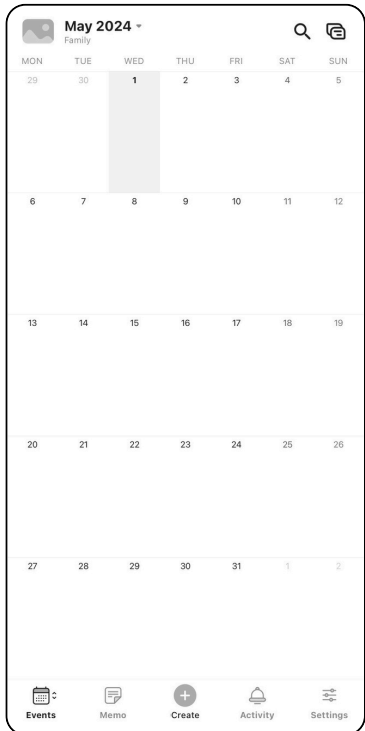 May 2024
Family
MON TUE WED THU FRI SAT SUN
29 30 1 2 3 4 5
6 7 8 9 10 11 12
13 14 15 16 17 18 19
20 21 22 23 24 25 26
27 28 29 30 31 1 2
Events Memo Create Activity Settings